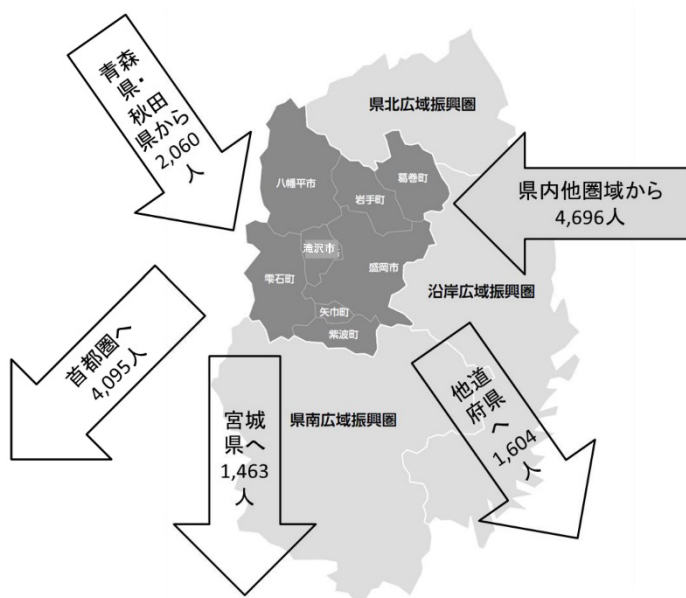 青森
県・
秋田
県から
2,060
人
県北広域振興圏
八幡平市
葛巻町
岩手町
県内他圏域から
4,696人
滝沢市
雫石町
盛岡市
沿岸広域振興圏
矢巾町
紫波町
首都圏へ
4,095人
宮城
県へ
1,463
人
県南広域振興圏
他道
府県へ
1,604
人